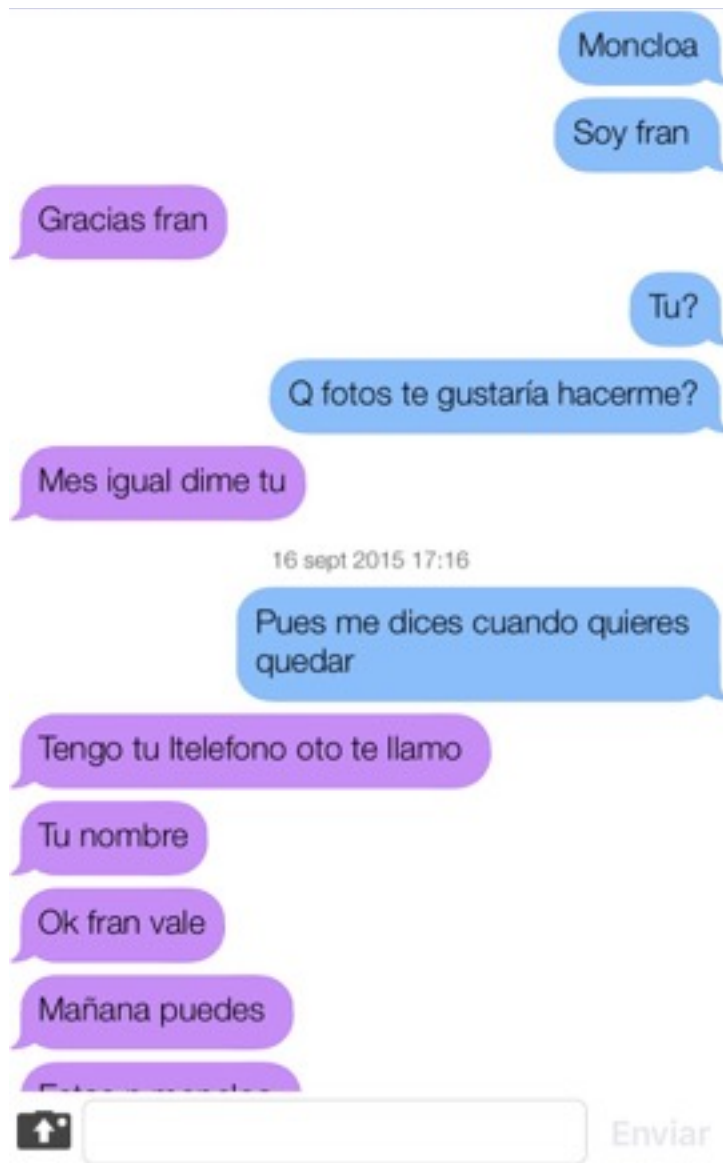 Moncloa
Soy fran
Gracias fran
Tu?
Q fotos te gustaría hacerme?
Mes igual dime tu
16 sept 2015 17:16
Pues me dices cuando quieres
quedar
Tengo tu ltelefono oto te llamo
Tu nombre
Ok fran vale
Mañana puedes
Enviar